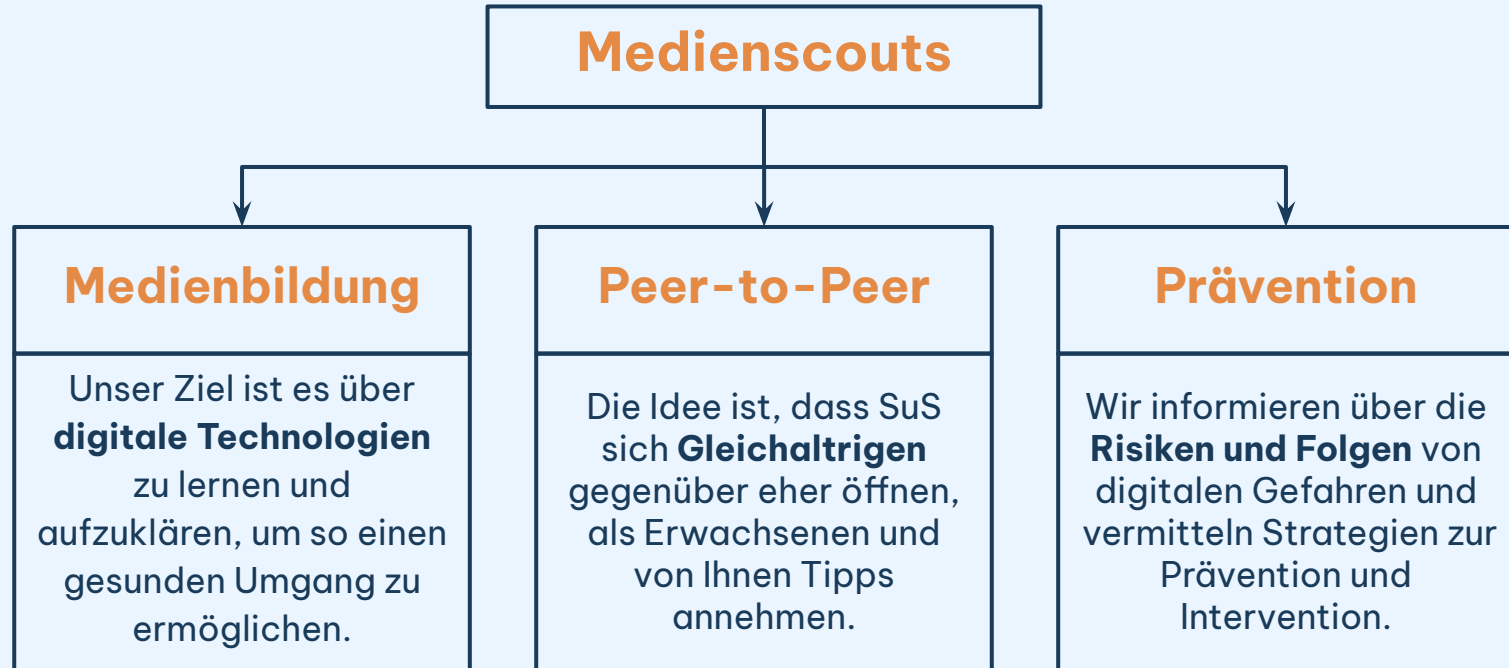 Medienscouts
Medienbildung
Unser Ziel ist es über
digitale Technologien
zu lernen und
aufzuklären, um so einen
gesunden Umgang zu
ermöglichen.
Peer-to-Peer
Die Idee ist, dass SuS
sich Gleichaltrigen
gegenüber eher öffnen,
als Erwachsenen und
von Ihnen Tipps
annehmen.
Prävention
Wir informieren über die
Risiken und Folgen von
digitalen Gefahren und
vermitteln Strategien zur
Prävention und
Intervention.